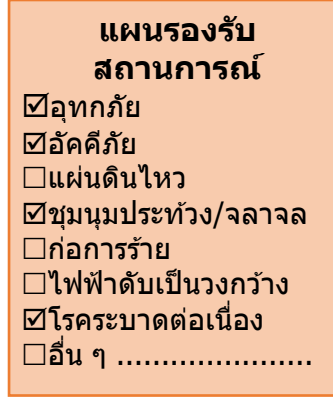 แผนรองรับ
สถานการณ์
☑อุทกภัย
☑อัคคีภัย
☐แผ่นดินไหว
☑ชุมนุมประท้วง/จลาจล
☐ก่อการร้าย
☐ไฟฟ้าดับเป็นวงกว้าง
☑โรคระบาดต่อเนื่อง
☐อื่น ๆ ......................